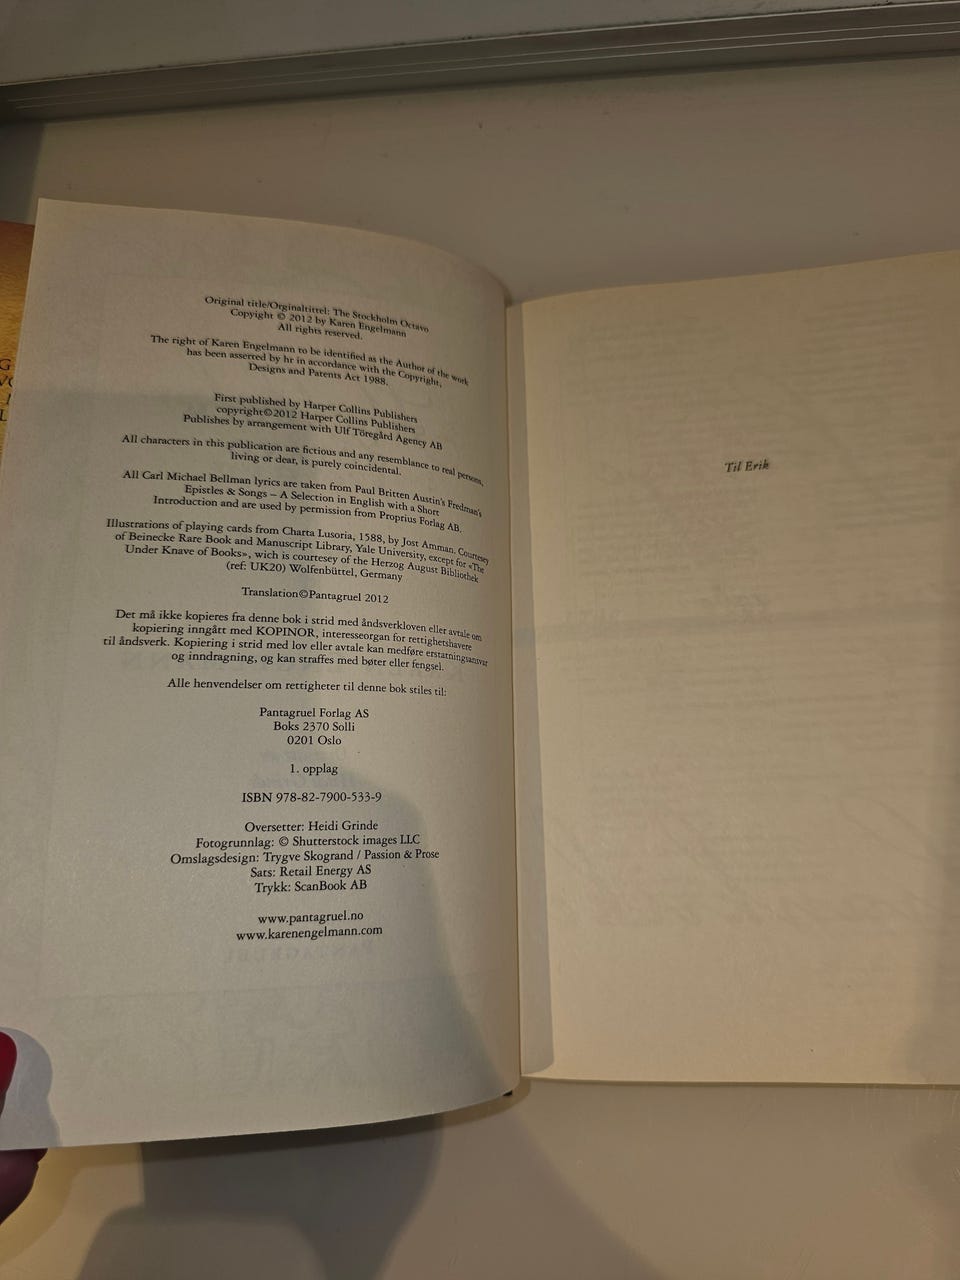 Original title/Orginaltittel: The Stockholm Octavo
Copyight © 2012 by Karen Engelmann
All rights reserved.
The right of Karen Engelmann to be identified as the Author of the work
has been asserted by hr in accordance with the Copyright,
Designs and Patents Act 1988.
First published by Harper Collins Publishers
copyright©2012 Harper Collins Publishers
Publishes by arrangement with Ulf Töregård Agency AB
All characters in this publication are fictious and any resemblance to real persons,
living or dear, is purely coincidental.
All Carl Michael Bellman lyrics are taken from Paul Britten Austin's Fredman's
Epistles & Songs – A Selection in English with a Short
Introduction and are used by permission from Proprius Forlag AB.
Illustrations of playing cards from Charta Lusoria, 1588, by Jost Amman. Courtesey
of Beinecke Rare Book and Manuscript Library, Yale University, except for «The
Under Knave of Books», wich is courtesey of the Herzog August Bibliothek
(ref: UK20) Wolfenbüttel, Germany
Translation©Pantagruel 2012
Det må ikke kopieres fra denne bok i strid med åndsverkloven eller avtale om
kopiering inngått med KOPINOR, interesseorgan for rettighetshavere
til åndsverk. Kopiering i strid med lov eller avtale kan medføre erstatningsansvar
og inndragning, og kan straffes med bøter eller fengsel.
Alle henvendelser om rettigheter til denne bok stiles til:
Pantagruel Forlag AS
Boks 2370 Solli
0201 Oslo
1. opplag
ISBN 978-82-7900-533-9
Oversetter: Heidi Grinde
Fotogrunnlag: © Shutterstock images LLC
Omslagsdesign: Trygve Skogrand / Passion & Prose
Sats: Retail Energy AS
Trykk: ScanBook AB
www.pantagruel.no
www.karenengelmann.com
Til Erik